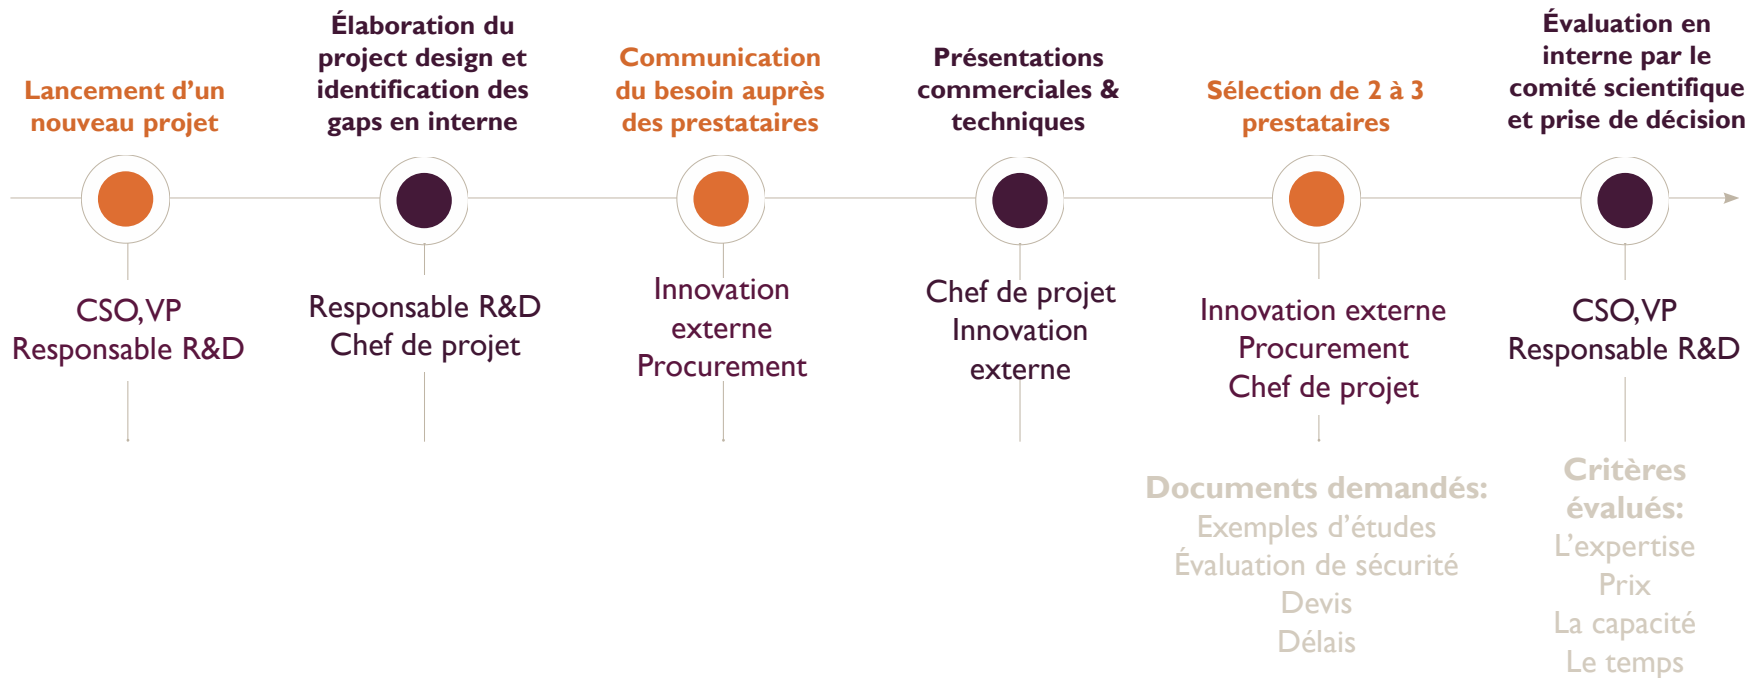 Lancement d’un
nouveau projet
Élaboration du
project design et
identification des
gaps en interne
Communication
du besoin auprès
des prestataires
Présentations
commerciales &
techniques
Sélection de 2 à 3
prestataires
Évaluation en
interne par le
comité scientifique
et prise de décision
CSO,VP
Responsable R&D
Responsable R&D
Chef de projet
Innovation
externe
Procurement
Chef de projet
Innovation
externe
Innovation externe
Procurement
Chef de projet
CSO,VP
Responsable R&D
Documents demandés:
Exemples d’études
Évaluation de sécurité
Devis
Délais
Critères
évalués:
L’expertise
Prix
La capacité
Le temps